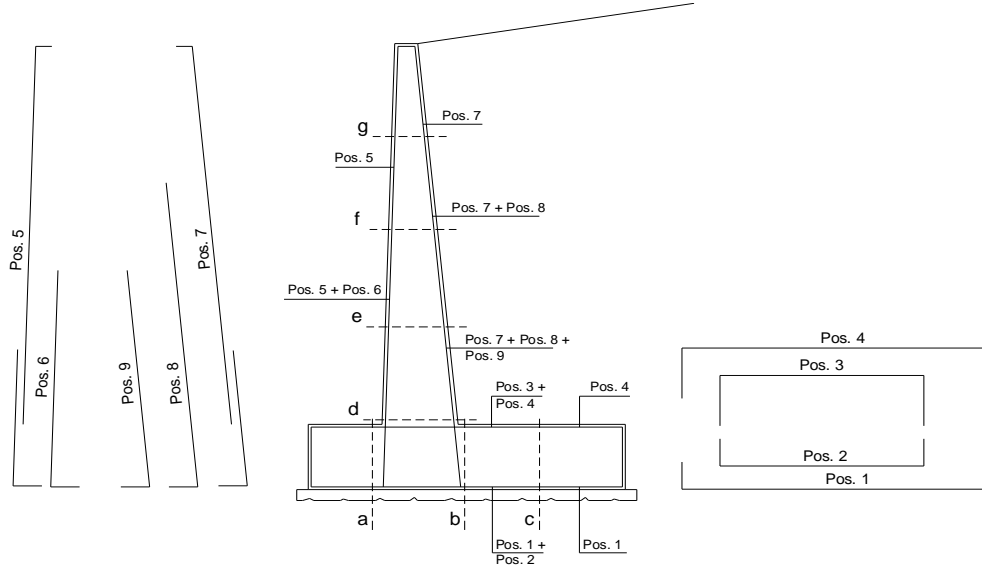 Pos. 5
Pos. 6
Pos. 9
Pos. 8
Pos. 7
g
Pos. 7
Pos. 5
f
Pos. 7 + Pos. 8
Pos. 5 + Pos. 6
e
Pos. 7 + Pos. 8 +
Pos. 9
d
Pos. 3 +
Pos. 4
Pos. 4
a
b
c
Pos. 1 +
Pos. 2
Pos. 1
Pos. 4
Pos. 3
Pos. 2
Pos. 1